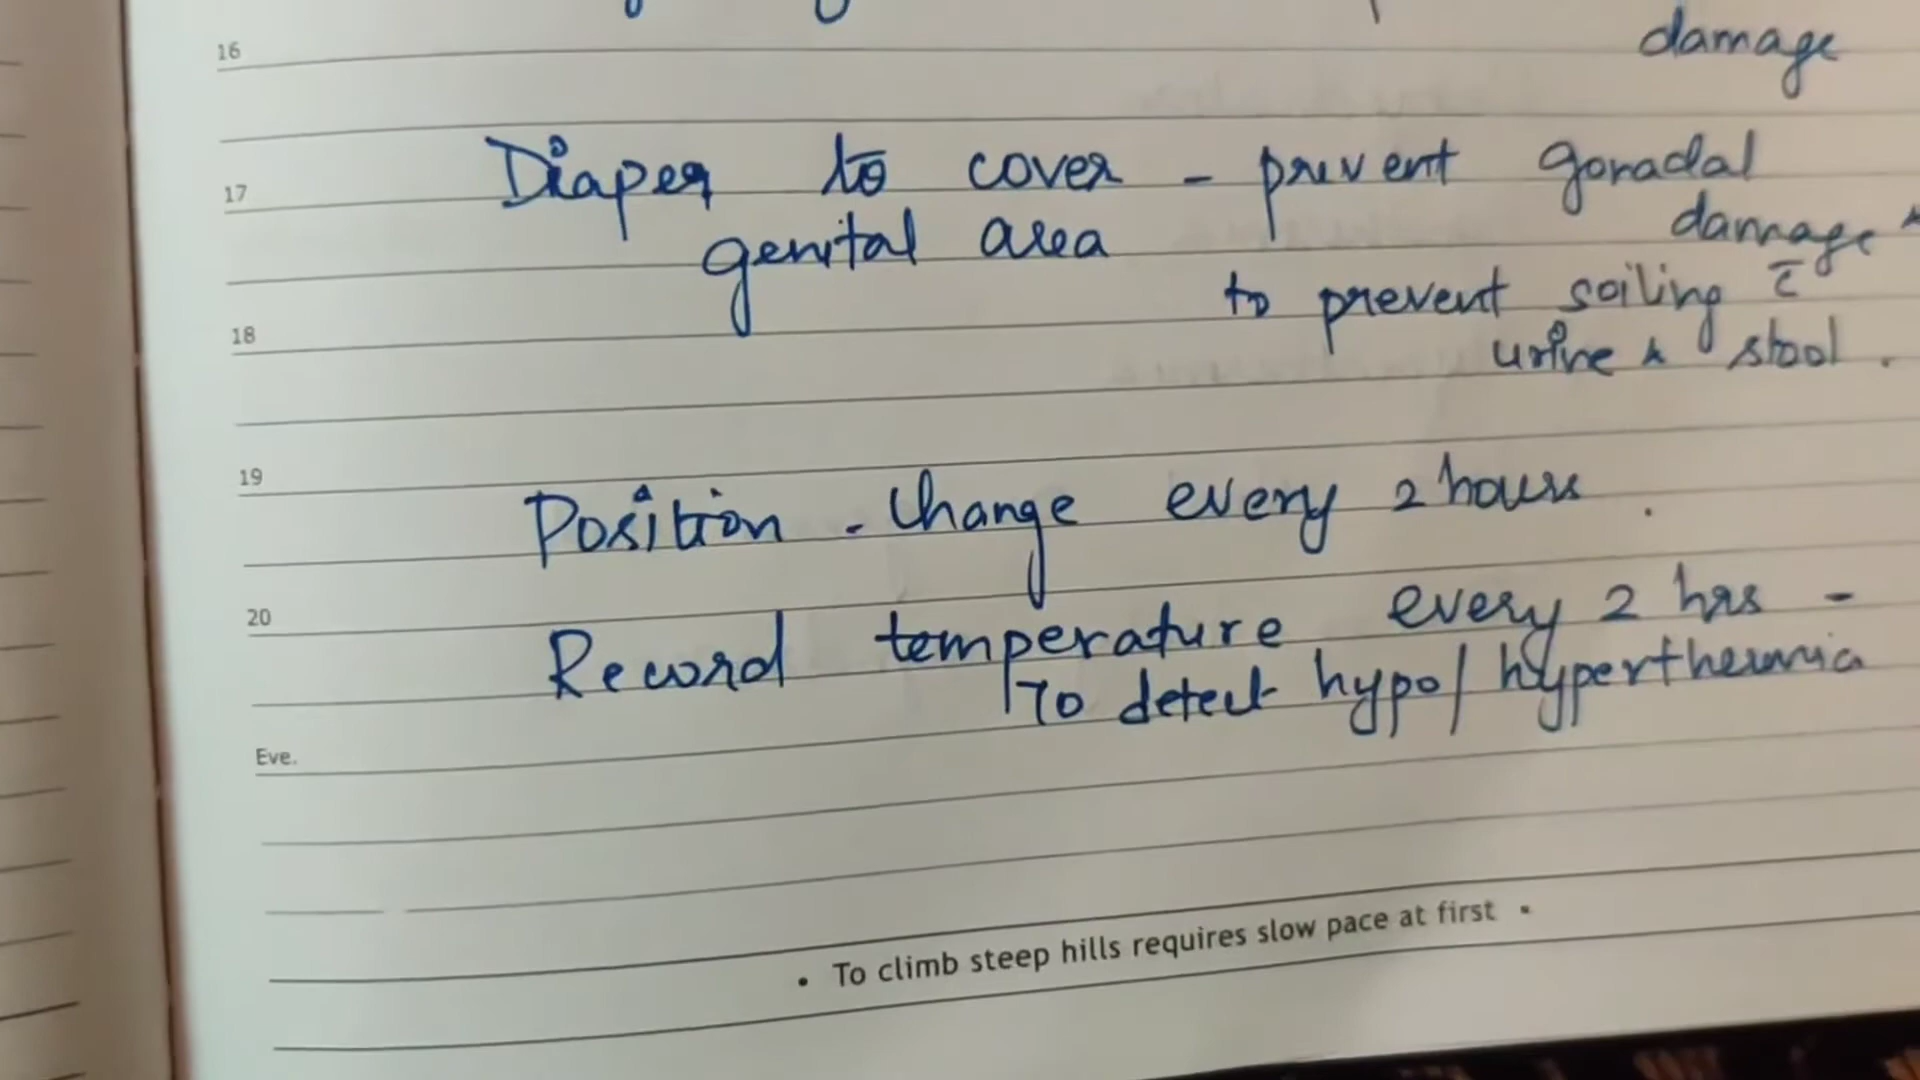 damage
16
Diaper to cover - prevent gonadal
17
genital area
damage &
to prevent soiling c̄
18
urine & stool.
19
Position - Change every 2 hours.
20
Record temperature every 2 hrs -
To detect hypo/hyperthermia
Eve.
• To climb steep hills requires slow pace at first •